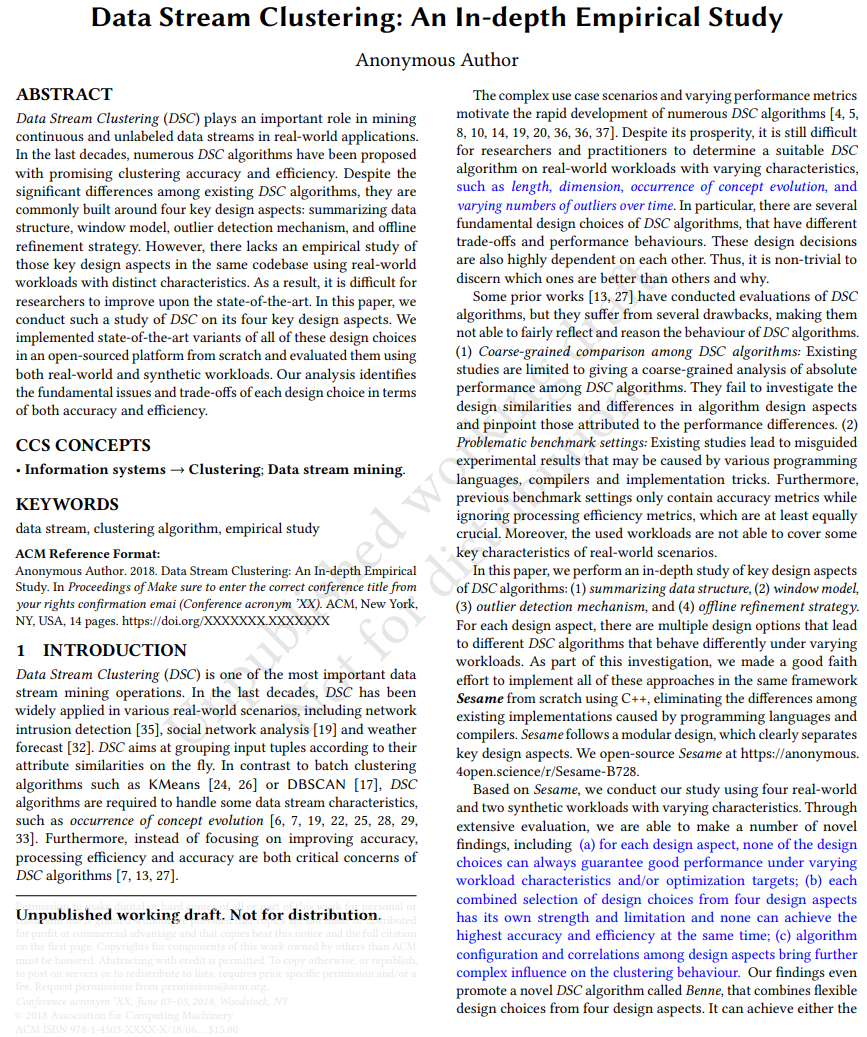 Data Stream Clustering: An In-depth Empirical Study
Anonymous Author
ABSTRACT
Data Stream Clustering (DSC) plays an important role in mining
continuous and unlabeled data streams in real-world applications.
In the last decades, numerous DSC algorithms have been proposed
with promising clustering accuracy and efficiency. Despite the
significant differences among existing DSC algorithms, they are
commonly built around four key design aspects: summarizing data
structure, window model, outlier detection mechanism, and offline
refinement strategy. However, there lacks an empirical study of
those key design aspects in the same codebase using real-world
workloads with distinct characteristics. As a result, it is difficult for
researchers to improve upon the state-of-the-art. In this paper, we
conduct such a study of DSC on its four key design aspects. We
implemented state-of-the-art variants of all of these design choices
in an open-sourced platform from scratch and evaluated them using
both real-world and synthetic workloads. Our analysis identifies
the fundamental issues and trade-offs of each design choice in terms
of both accuracy and efficiency.
CCS CONCEPTS
• Information systems → Clustering; Data stream mining.
KEYWORDS
data stream, clustering algorithm, empirical study
ACM Reference Format:
Anonymous Author. 2018. Data Stream Clustering: An In-depth Empirical
Study. In Proceedings of Make sure to enter the correct conference title from
your rights confirmation emai (Conference acronym 'XX). ACM, New York,
NY, USA, 14 pages. https://doi.org/XXXXXXX.XXXXXXX
1 INTRODUCTION
Data Stream Clustering (DSC) is one of the most important data
stream mining operations. In the last decades, DSC has been
widely applied in various real-world scenarios, including network
intrusion detection [35], social network analysis [19] and weather
forecast [32]. DSC aims at grouping input tuples according to their
attribute similarities on the fly. In contrast to batch clustering
algorithms such as KMeans [24, 26] or DBSCAN [17], DSC
algorithms are required to handle some data stream characteristics,
such as occurrence of concept evolution [6, 7, 19, 22, 25, 28, 29,
33]. Furthermore, instead of focusing on improving accuracy,
processing efficiency and accuracy are both critical concerns of
DSC algorithms [7, 13, 27].
Unpublished working draft. Not for distribution.
for profit or commercial advantage and that copies bear this notice and the full citation
on the first page. Copyrights for components of this work owned by others than ACM
must be honored. Abstracting with credit is permitted. To copy otherwise, or republish,
to post on servers or to redistribute to lists, requires prior specific permission and/or a
fee. Request permissions from permissions@acm.org.
Conference acronym 'XX, June 03–05, 2018, Woodstock, NY
© 2018 Association for Computing Machinery.
ACM ISBN 978-1-4503-XXXX-X/18/06...$15.00
The complex use case scenarios and varying performance metrics
motivate the rapid development of numerous DSC algorithms [4, 5,
8, 10, 14, 19, 20, 36, 36, 37]. Despite its prosperity, it is still difficult
for researchers and practitioners to determine a suitable DSC
algorithm on real-world workloads with varying characteristics,
such as length, dimension, occurrence of concept evolution, and
varying numbers of outliers over time. In particular, there are several
fundamental design choices of DSC algorithms, that have different
trade-offs and performance behaviours. These design decisions
are also highly dependent on each other. Thus, it is non-trivial to
discern which ones are better than others and why.
Some prior works [13, 27] have conducted evaluations of DSC
algorithms, but they suffer from several drawbacks, making them
not able to fairly reflect and reason the behaviour of DSC algorithms.
(1) Coarse-grained comparison among DSC algorithms: Existing
studies are limited to giving a coarse-grained analysis of absolute
performance among DSC algorithms. They fail to investigate the
design similarities and differences in algorithm design aspects
and pinpoint those attributed to the performance differences. (2)
Problematic benchmark settings: Existing studies lead to misguided
experimental results that may be caused by various programming
languages, compilers and implementation tricks. Furthermore,
previous benchmark settings only contain accuracy metrics while
ignoring processing efficiency metrics, which are at least equally
crucial. Moreover, the used workloads are not able to cover some
key characteristics of real-world scenarios.
In this paper, we perform an in-depth study of key design aspects
of DSC algorithms: (1) summarizing data structure, (2) window model,
(3) outlier detection mechanism, and (4) offline refinement strategy.
For each design aspect, there are multiple design options that lead
to different DSC algorithms that behave differently under varying
workloads. As part of this investigation, we made a good faith
effort to implement all of these approaches in the same framework
Sesame from scratch using C++, eliminating the differences among
existing implementations caused by programming languages and
compilers. Sesame follows a modular design, which clearly separates
key design aspects. We open-source Sesame at https://anonymous.
4open.science/r/Sesame-B728.
Based on Sesame, we conduct our study using four real-world
and two synthetic workloads with varying characteristics. Through
extensive evaluation, we are able to make a number of novel
findings, including (a) for each design aspect, none of the design
choices can always guarantee good performance under varying
workload characteristics and/or optimization targets; (b) each
combined selection of design choices from four design aspects
has its own strength and limitation and none can achieve the
highest accuracy and efficiency at the same time; (c) algorithm
configuration and correlations among design aspects bring further
complex influence on the clustering behaviour. Our findings even
promote a novel DSC algorithm called Benne, that combines flexible
design choices from four design aspects. It can achieve either the
Unpublished working draft.
Not for distribution.